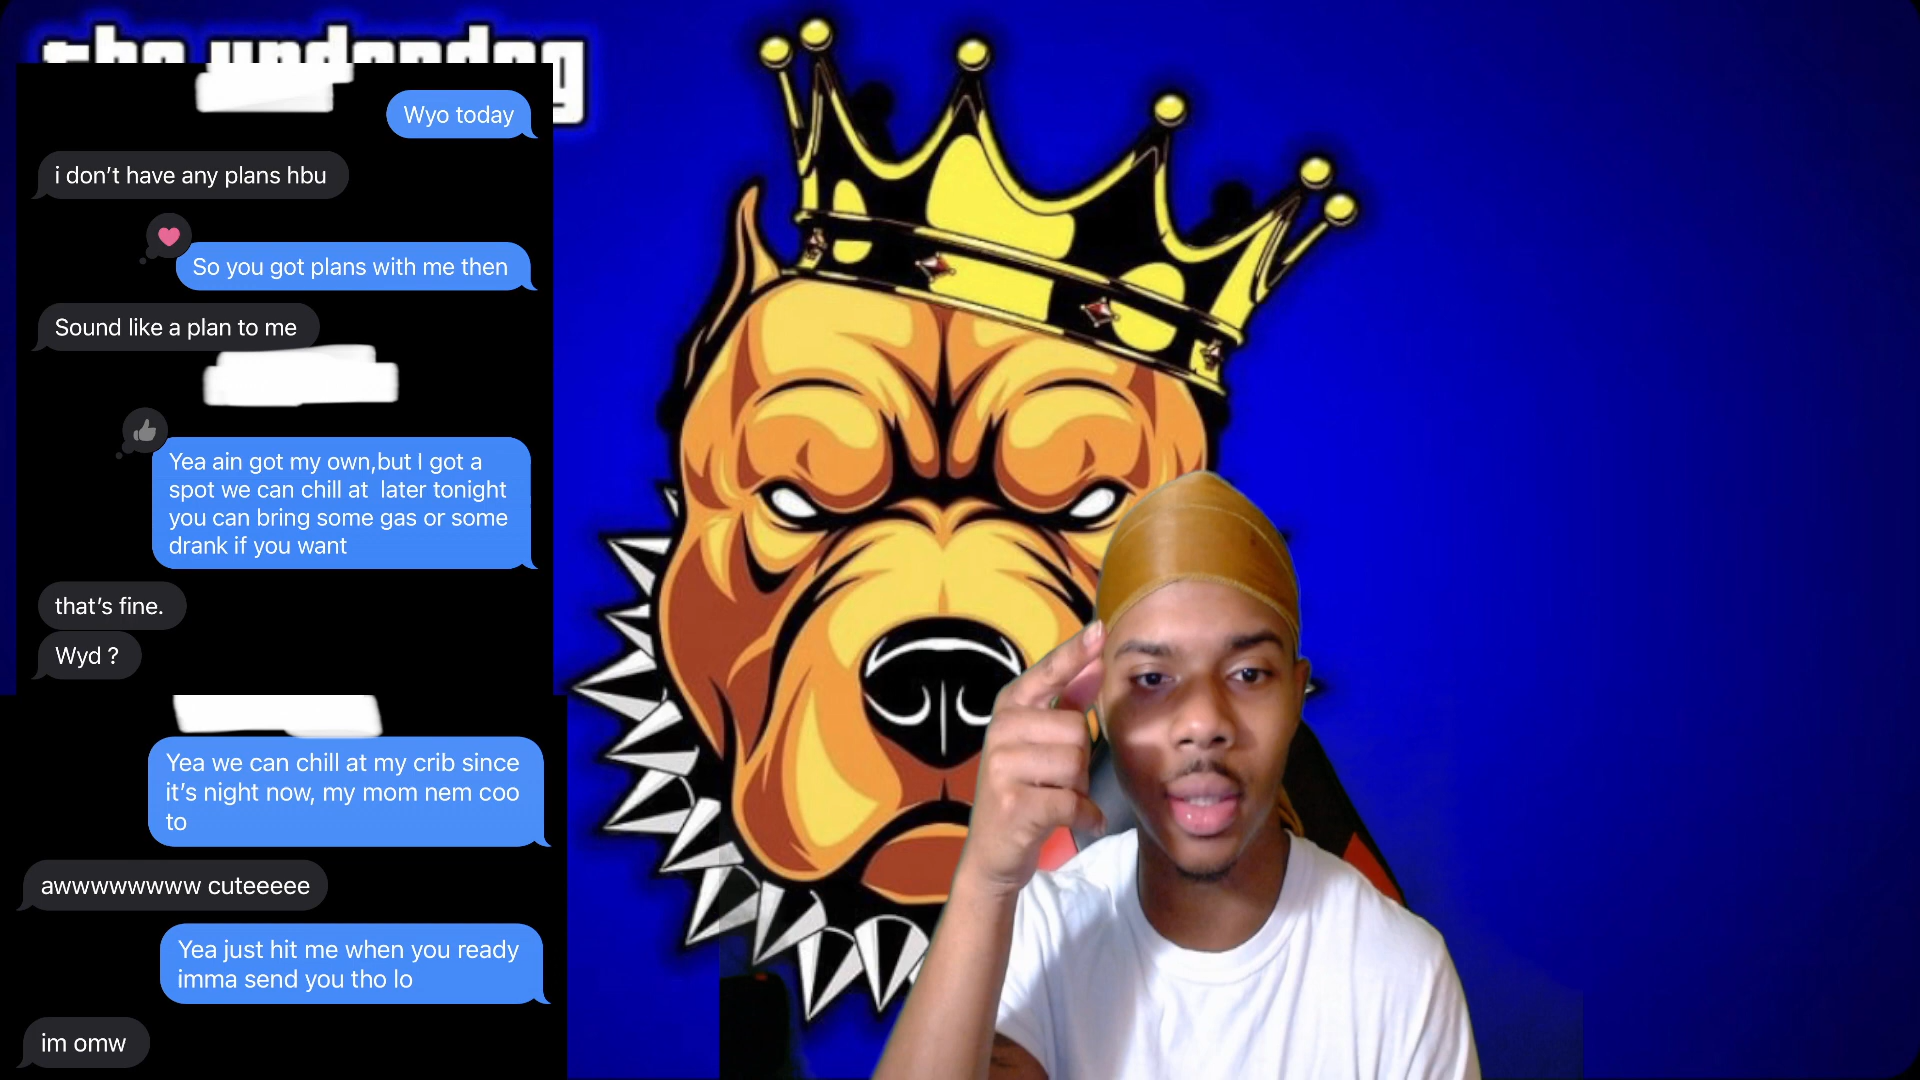 the underdog
Wyo today
i don’t have any plans hbu
So you got plans with me then
Sound like a plan to me
Yea ain got my own,but I got a
spot we can chill at later tonight
you can bring some gas or some
drank if you want
that’s fine.
Wyd ?
Yea we can chill at my crib since
it’s night now, my mom nem coo
to
awwwwwwww cuteeeee
Yea just hit me when you ready
imma send you tho lo
im omw